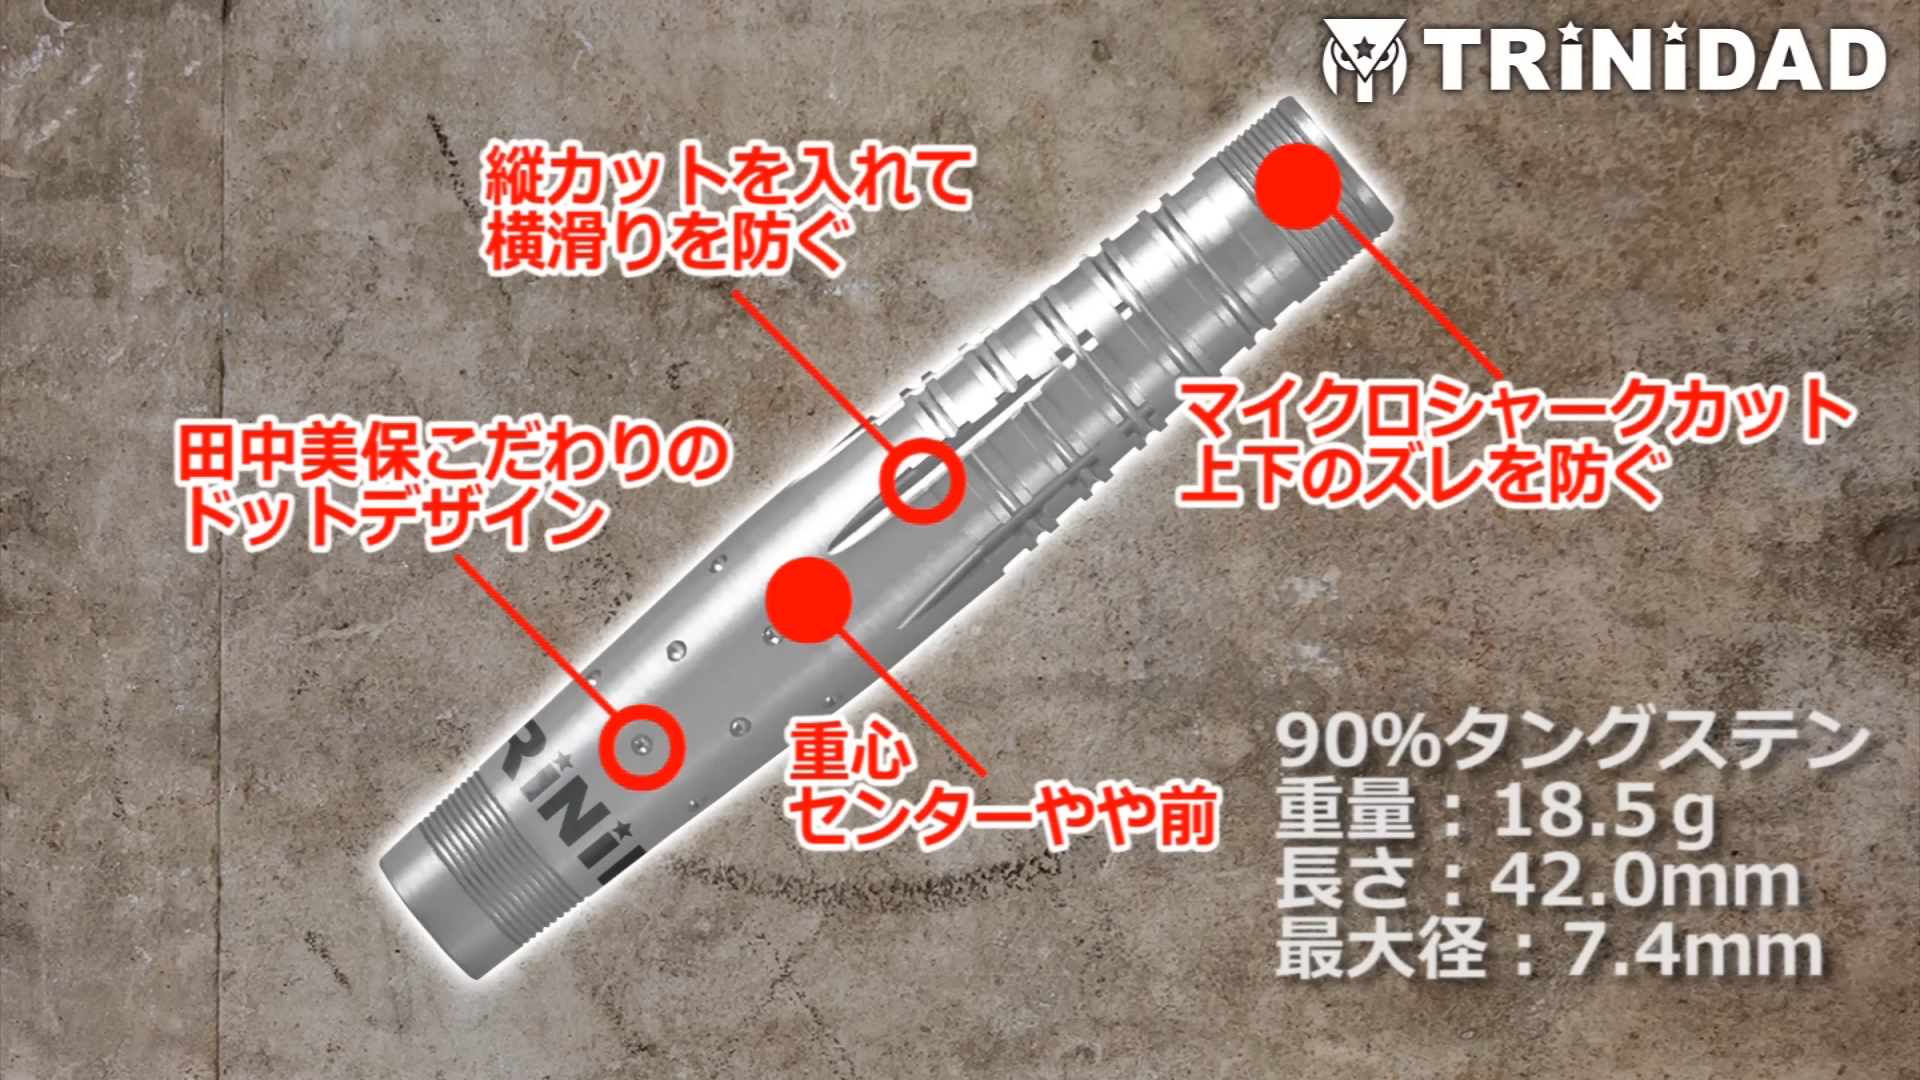 TRiNiDAD
縦カットを入れて
横滑りを防ぐ
マイクロシャークカット
上下のズレを防ぐ
田中美保こだわりの
ドットデザイン
重心
センターやや前
RiNi
90%タングステン
重量：18.5g
長さ：42.0mm
最大径：7.4mm